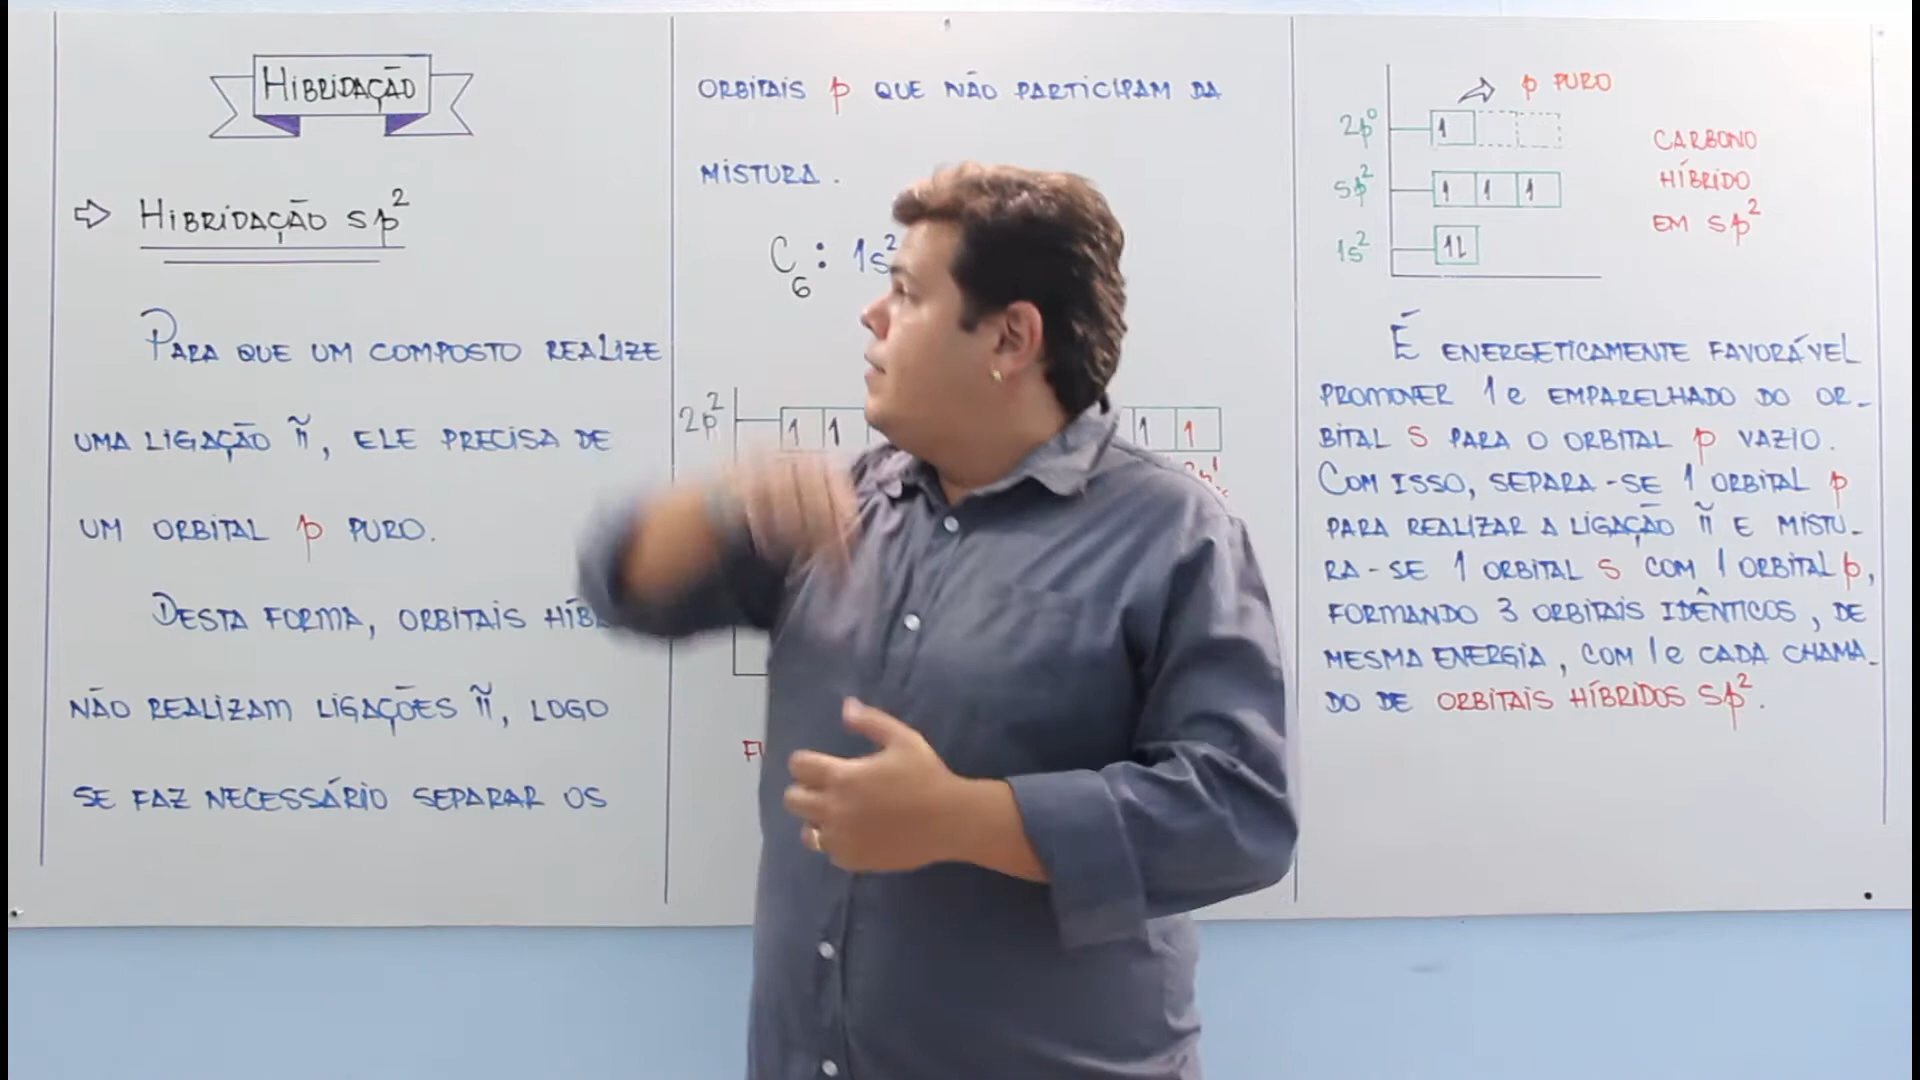 HIBRIDAÇÃO
⇨ HIBRIDAÇÃO sp²
PARA QUE UM COMPOSTO REALIZE
UMA LIGAÇÃO π, ELE PRECISA DE
UM ORBITAL p PURO.
DESTA FORMA, ORBITAIS
NÃO REALIZAM LIGAÇÕES π, LOGO
SE FAZ NECESSÁRIO SEPARAR OS
ORBITAIS p QUE NÃO PARTICIPAM DA
MISTURA.
C : 1s²
6
2p² 1 1
1 1
p PURO
2p⁰ 1
sp² 1 1 1
1s² 1L
CARBONO
HÍBRIDO
EM sp²
É ENERGETICAMENTE FAVORÁVEL
PROMOVER 1e EMPARELHADO DO OR-
BITAL S PARA O ORBITAL p VAZIO.
COM ISSO, SEPARA-SE 1 ORBITAL p
PARA REALIZAR A LIGAÇÃO π E MISTU-
RA-SE 1 ORBITAL S COM 1 ORBITAL p,
FORMANDO 3 ORBITAIS IDÊNTICOS, DE
MESMA ENERGIA, COM 1e CADA CHAMA-
DO DE ORBITAIS HÍBRIDOS sp².